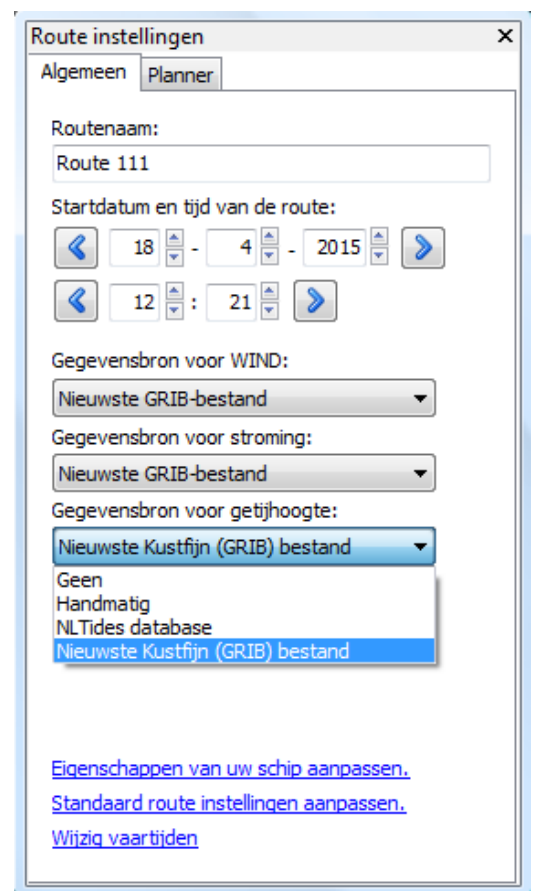 Route instellingen
Algemeen Planner
Routenaam:
Route 111
Startdatum en tijd van de route:
18 - 4 - 2015
12 : 21
Gegevensbron voor WIND:
Nieuwste GRIB-bestand
Gegevensbron voor stroming:
Nieuwste GRIB-bestand
Gegevensbron voor getijhoogte:
Nieuwste Kustfijn (GRIB) bestand
Geen
Handmatig
NLTides database
Nieuwste Kustfijn (GRIB) bestand
Eigenschappen van uw schip aanpassen.
Standaard route instellingen aanpassen.
Wijzig vaartijden